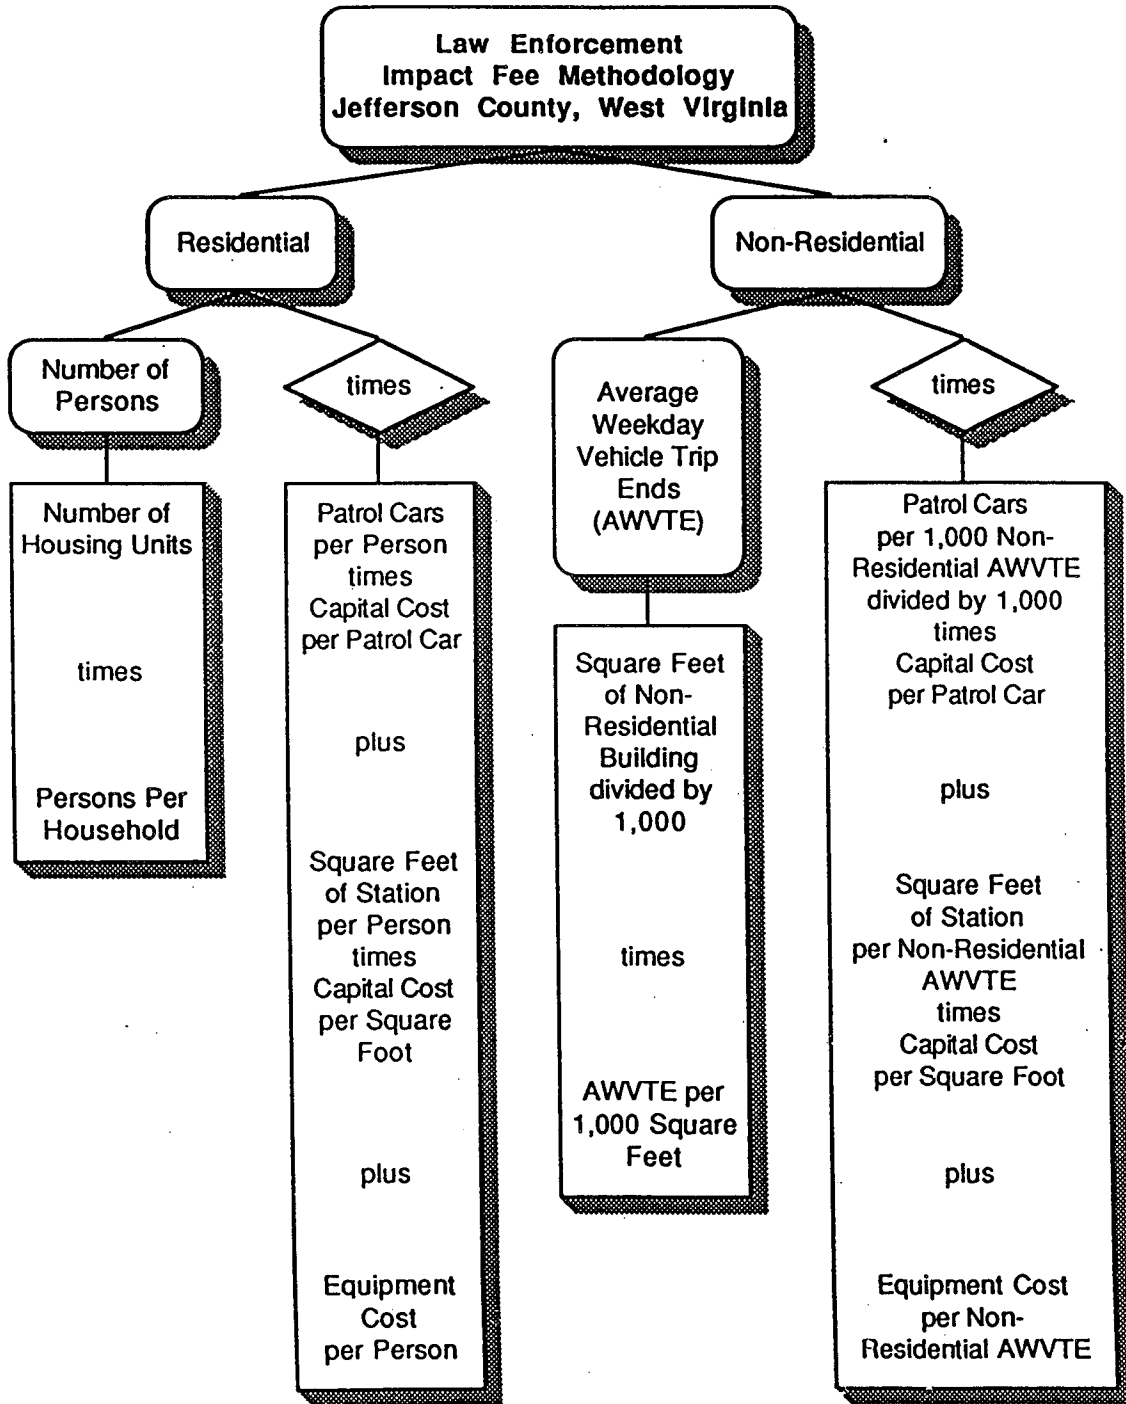 Law Enforcement
Impact Fee Methodology
Jefferson County, West Virginia
Residential
Non-Residential
Number of
Persons
times
Average
Weekday
Vehicle Trip
Ends
(AWVTE)
times
Number of
Housing Units
times
Persons Per
Household
Patrol Cars
per Person
times
Capital Cost
per Patrol Car
plus
Square Feet
of Station
per Person
times
Capital Cost
per Square
Foot
plus
Equipment
Cost
per Person
Square Feet
of Non-
Residential
Building
divided by
1,000
times
AWVTE per
1,000 Square
Feet
Patrol Cars
per 1,000 Non-
Residential AWVTE
divided by 1,000
times
Capital Cost
per Patrol Car
plus
Square Feet
of Station
per Non-Residential
AWVTE
times
Capital Cost
per Square Foot
plus
Equipment Cost
per Non-
Residential AWVTE